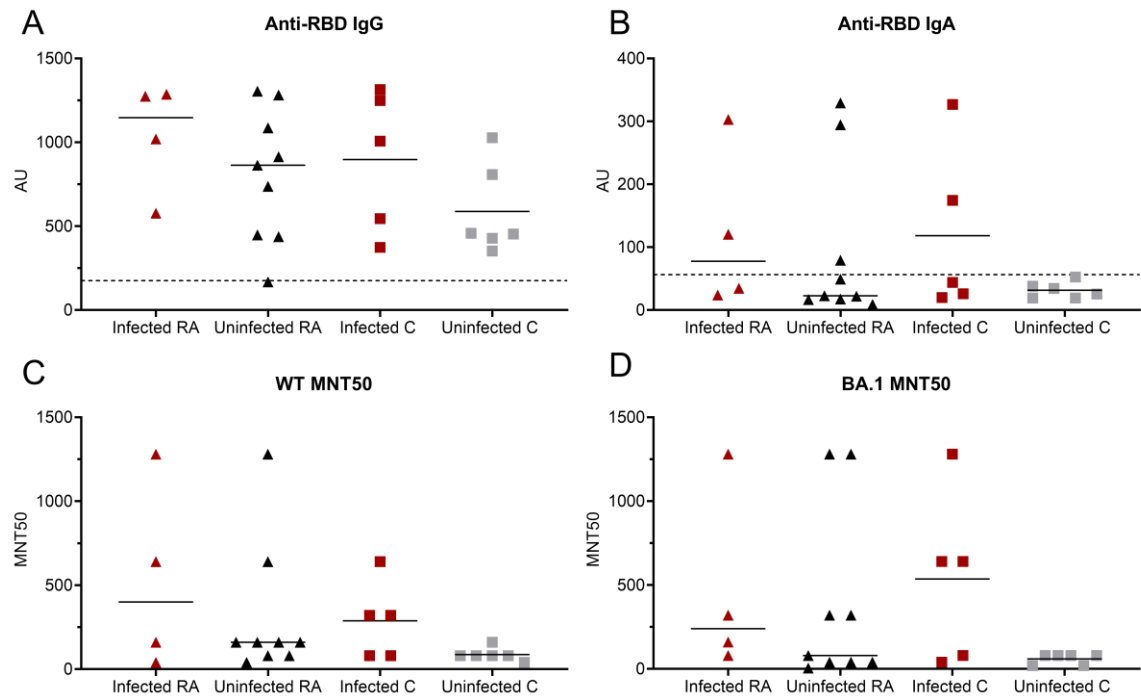 A
Anti-RBD IgG
1500
1000
500
0
AU
Infected RA Uninfected RA Infected C Uninfected C
B
Anti-RBD IgA
400
300
200
100
0
AU
Infected RA Uninfected RA Infected C Uninfected C
C
WT MNT50
1500
1000
500
0
MNT50
Infected RA Uninfected RA Infected C Uninfected C
D
BA.1 MNT50
1500
1000
500
0
MNT50
Infected RA Uninfected RA Infected C Uninfected C